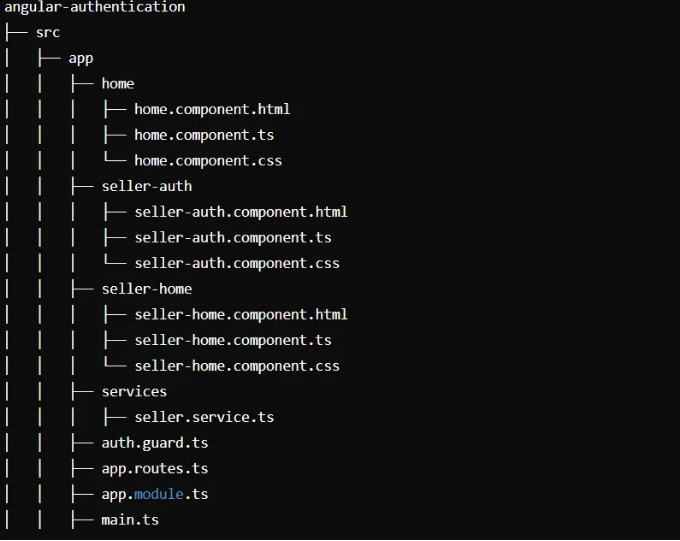 angular-authentication
├── src
│   ├── app
│   │   ├── home
│   │   │   ├── home.component.html
│   │   │   ├── home.component.ts
│   │   │   └── home.component.css
│   │   ├── seller-auth
│   │   │   ├── seller-auth.component.html
│   │   │   ├── seller-auth.component.ts
│   │   │   └── seller-auth.component.css
│   │   ├── seller-home
│   │   │   ├── seller-home.component.html
│   │   │   ├── seller-home.component.ts
│   │   │   └── seller-home.component.css
│   │   ├── services
│   │   │   ├── seller.service.ts
│   │   ├── auth.guard.ts
│   │   ├── app.routes.ts
│   │   ├── app.module.ts
│   │   ├── main.ts